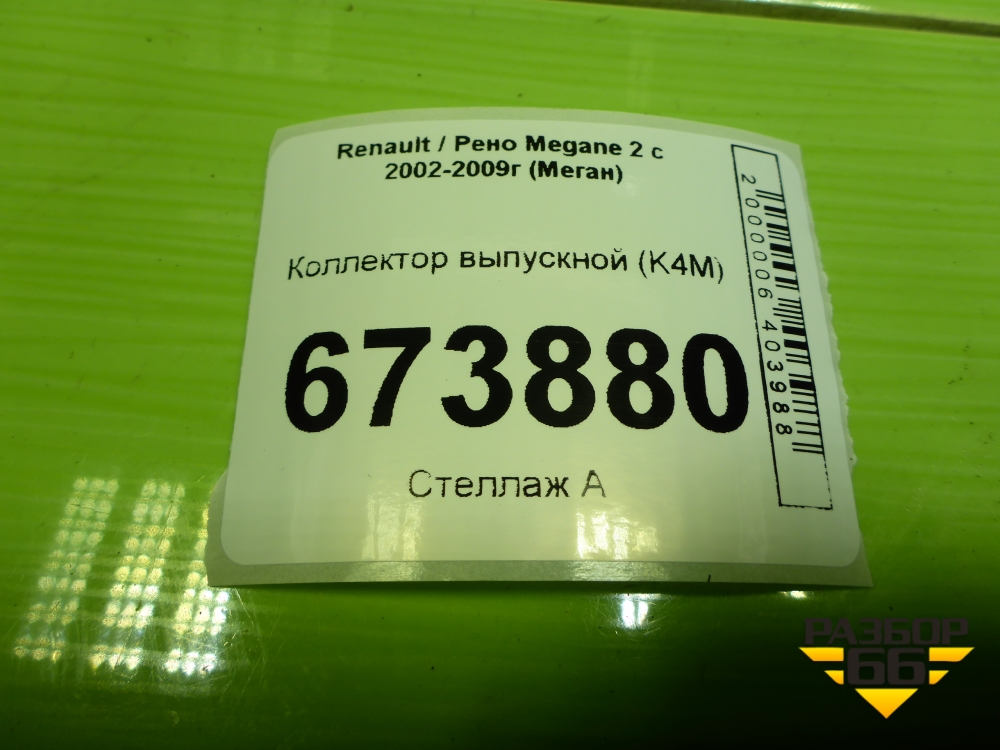 Renault / Рено Megane 2 с
2002-2009г (Меган)
Коллектор выпускной (K4M)
673880
Стеллаж А
2000006403988
РАЗБОР
66